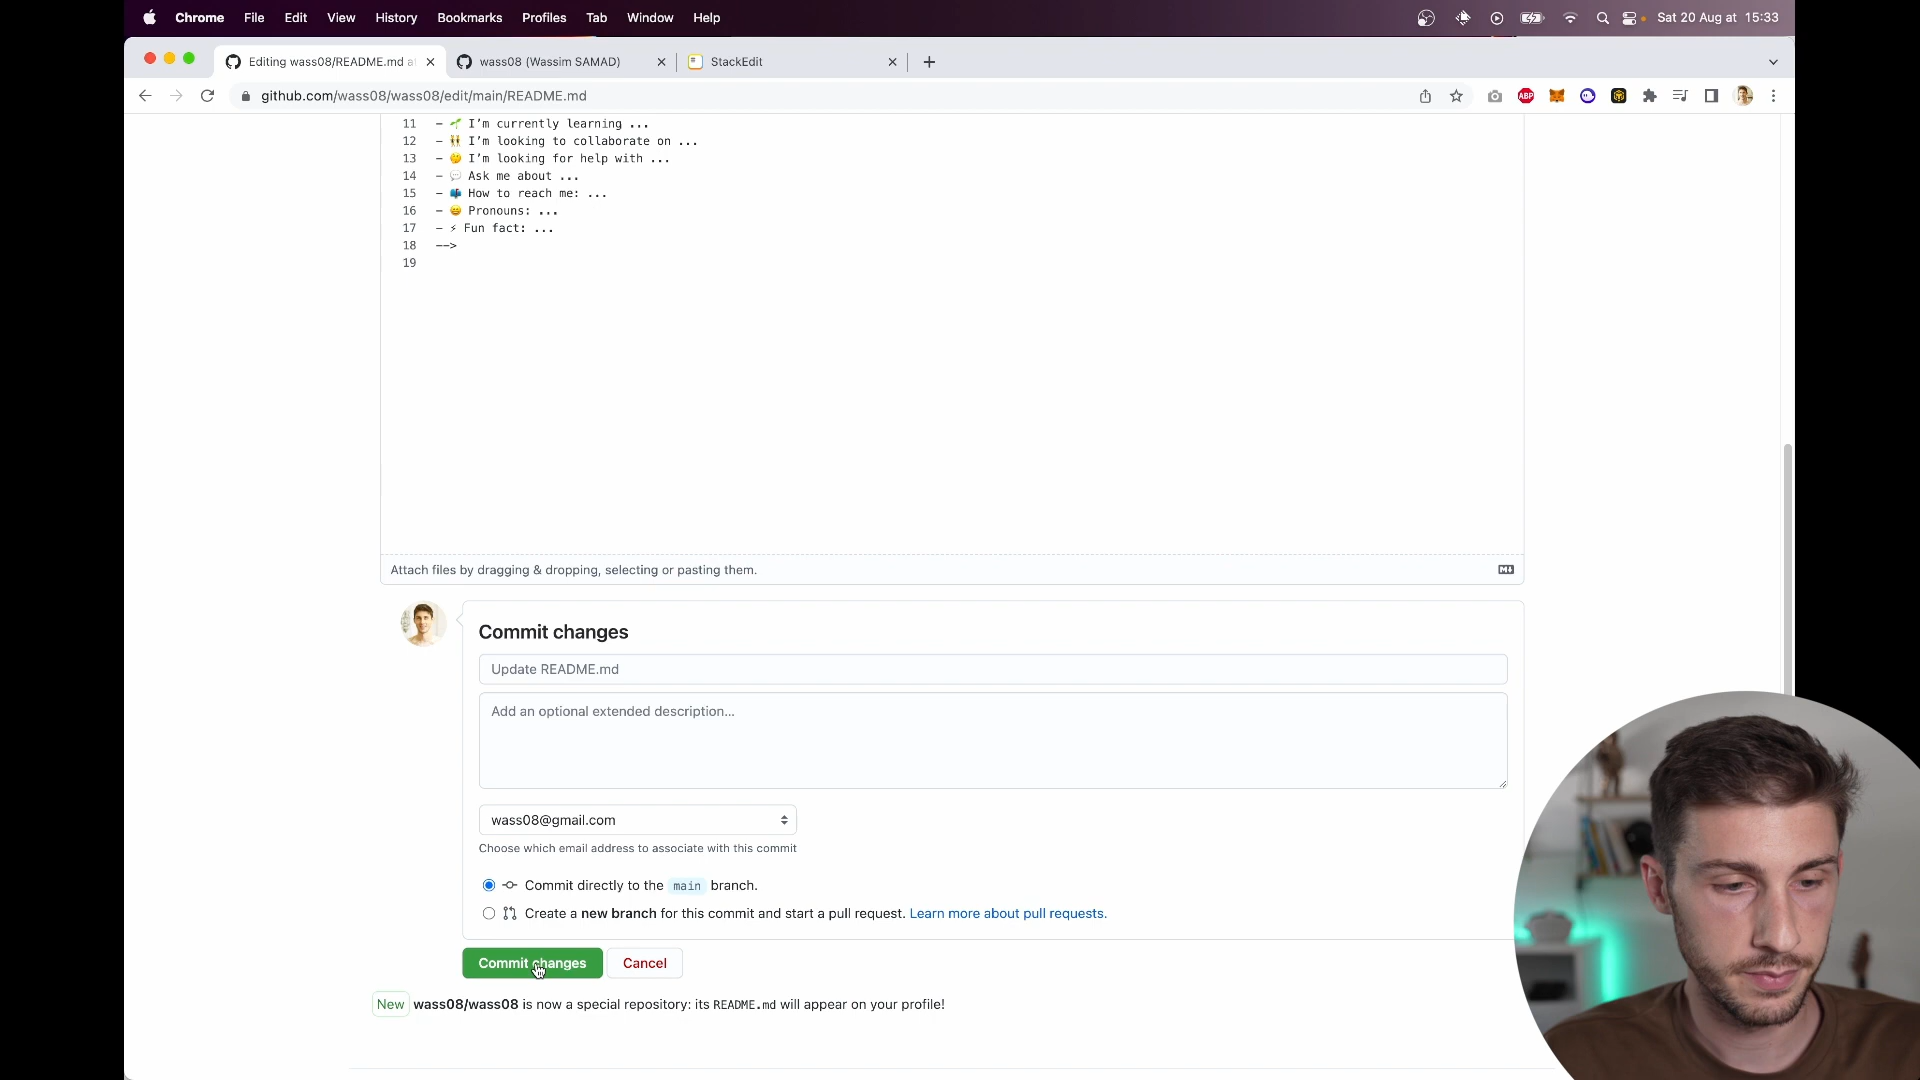 Chrome File Edit View History Bookmarks Profiles Tab Window Help Sat 20 Aug at 15:33
Editing wass08/README.md a wass08 (Wassim SAMAD) StackEdit
github.com/wass08/wass08/edit/main/README.md ABP
11 - 🌱 I'm currently learning ...
12 - 👯 I'm looking to collaborate on ...
13 - 🤔 I'm looking for help with ...
14 - 💬 Ask me about ...
15 - 📫 How to reach me: ...
16 - 😄 Pronouns: ...
17 - ⚡ Fun fact: ...
18 -->
19
Attach files by dragging & dropping, selecting or pasting them.
Commit changes
Update README.md
Add an optional extended description...
wass08@gmail.com
Choose which email address to associate with this commit
Commit directly to the main branch.
Create a new branch for this commit and start a pull request. Learn more about pull requests.
Commit changes Cancel
New wass08/wass08 is now a special repository: its README.md will appear on your profile!